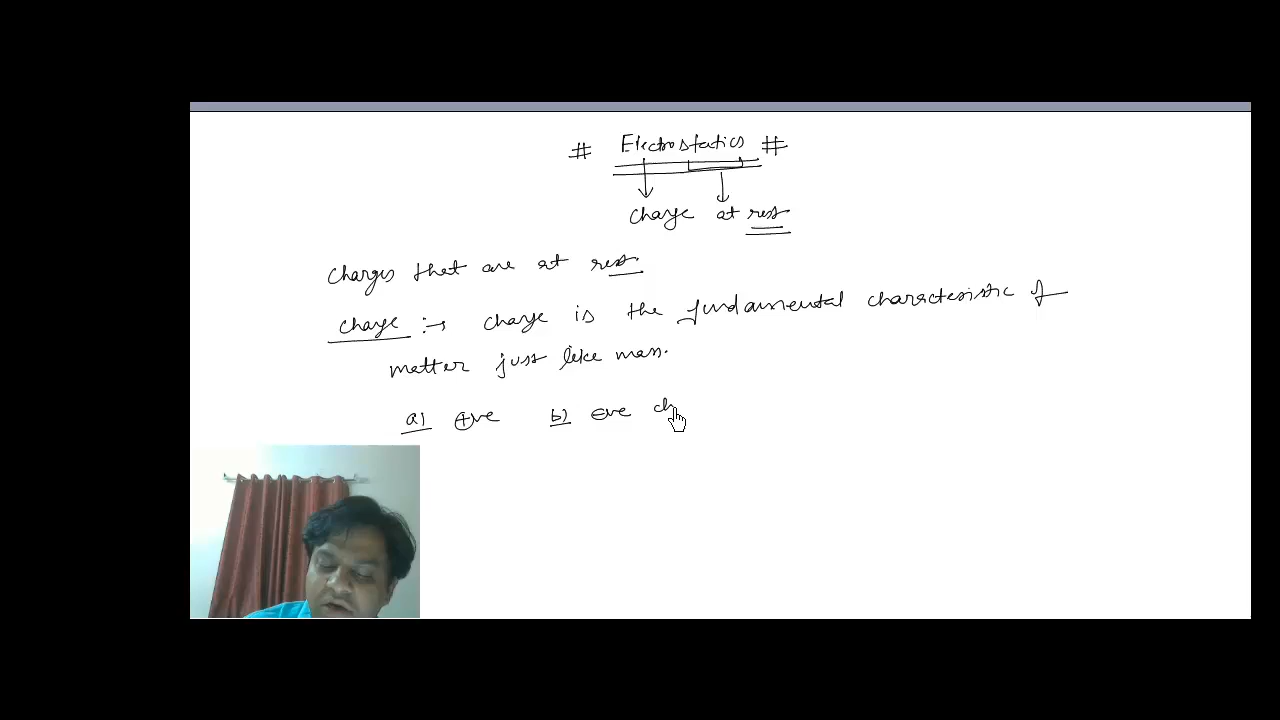 # Electrostatics #
charge at rest
charges that are at rest
charge :→ charge is the fundamental characteristic of
matter just like mass.
a) ⊕ve b) ⊖ve ch